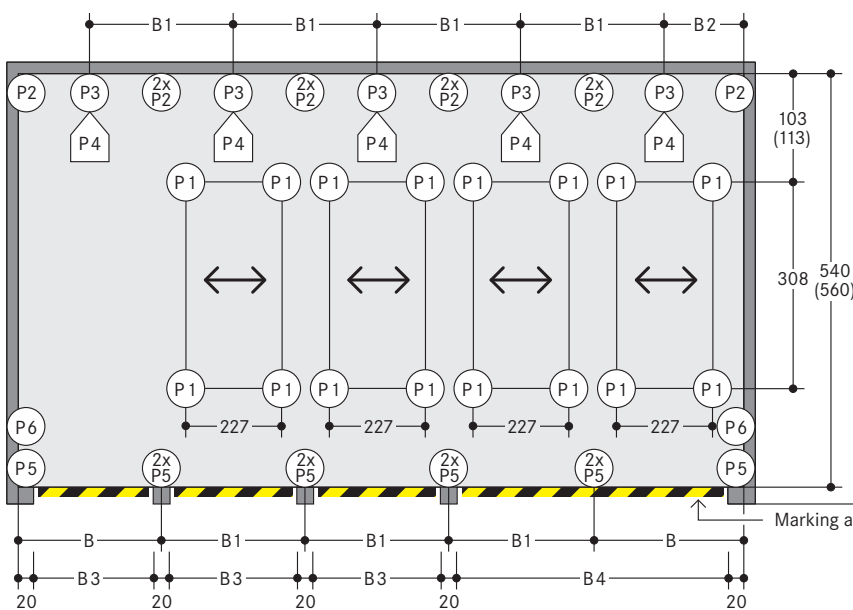 B1 B1 B1 B1 B2
P2 P3 2x P2 P3 2x P2 P3 2x P2 P3 2x P2 P3 P2
P4 P4 P4 P4 P4
103
(113)
P1 P1 P1 P1 P1 P1 P1 P1
308
540
(560)
P1 P1 P1 P1 P1 P1 P1 P1
227 227 227 227
P6 P6
P5 2x P5 2x P5 2x P5 2x P5 P5
Marking a
B B1 B1 B1 B
B3 B3 B3 B4
20 20 20 20 20